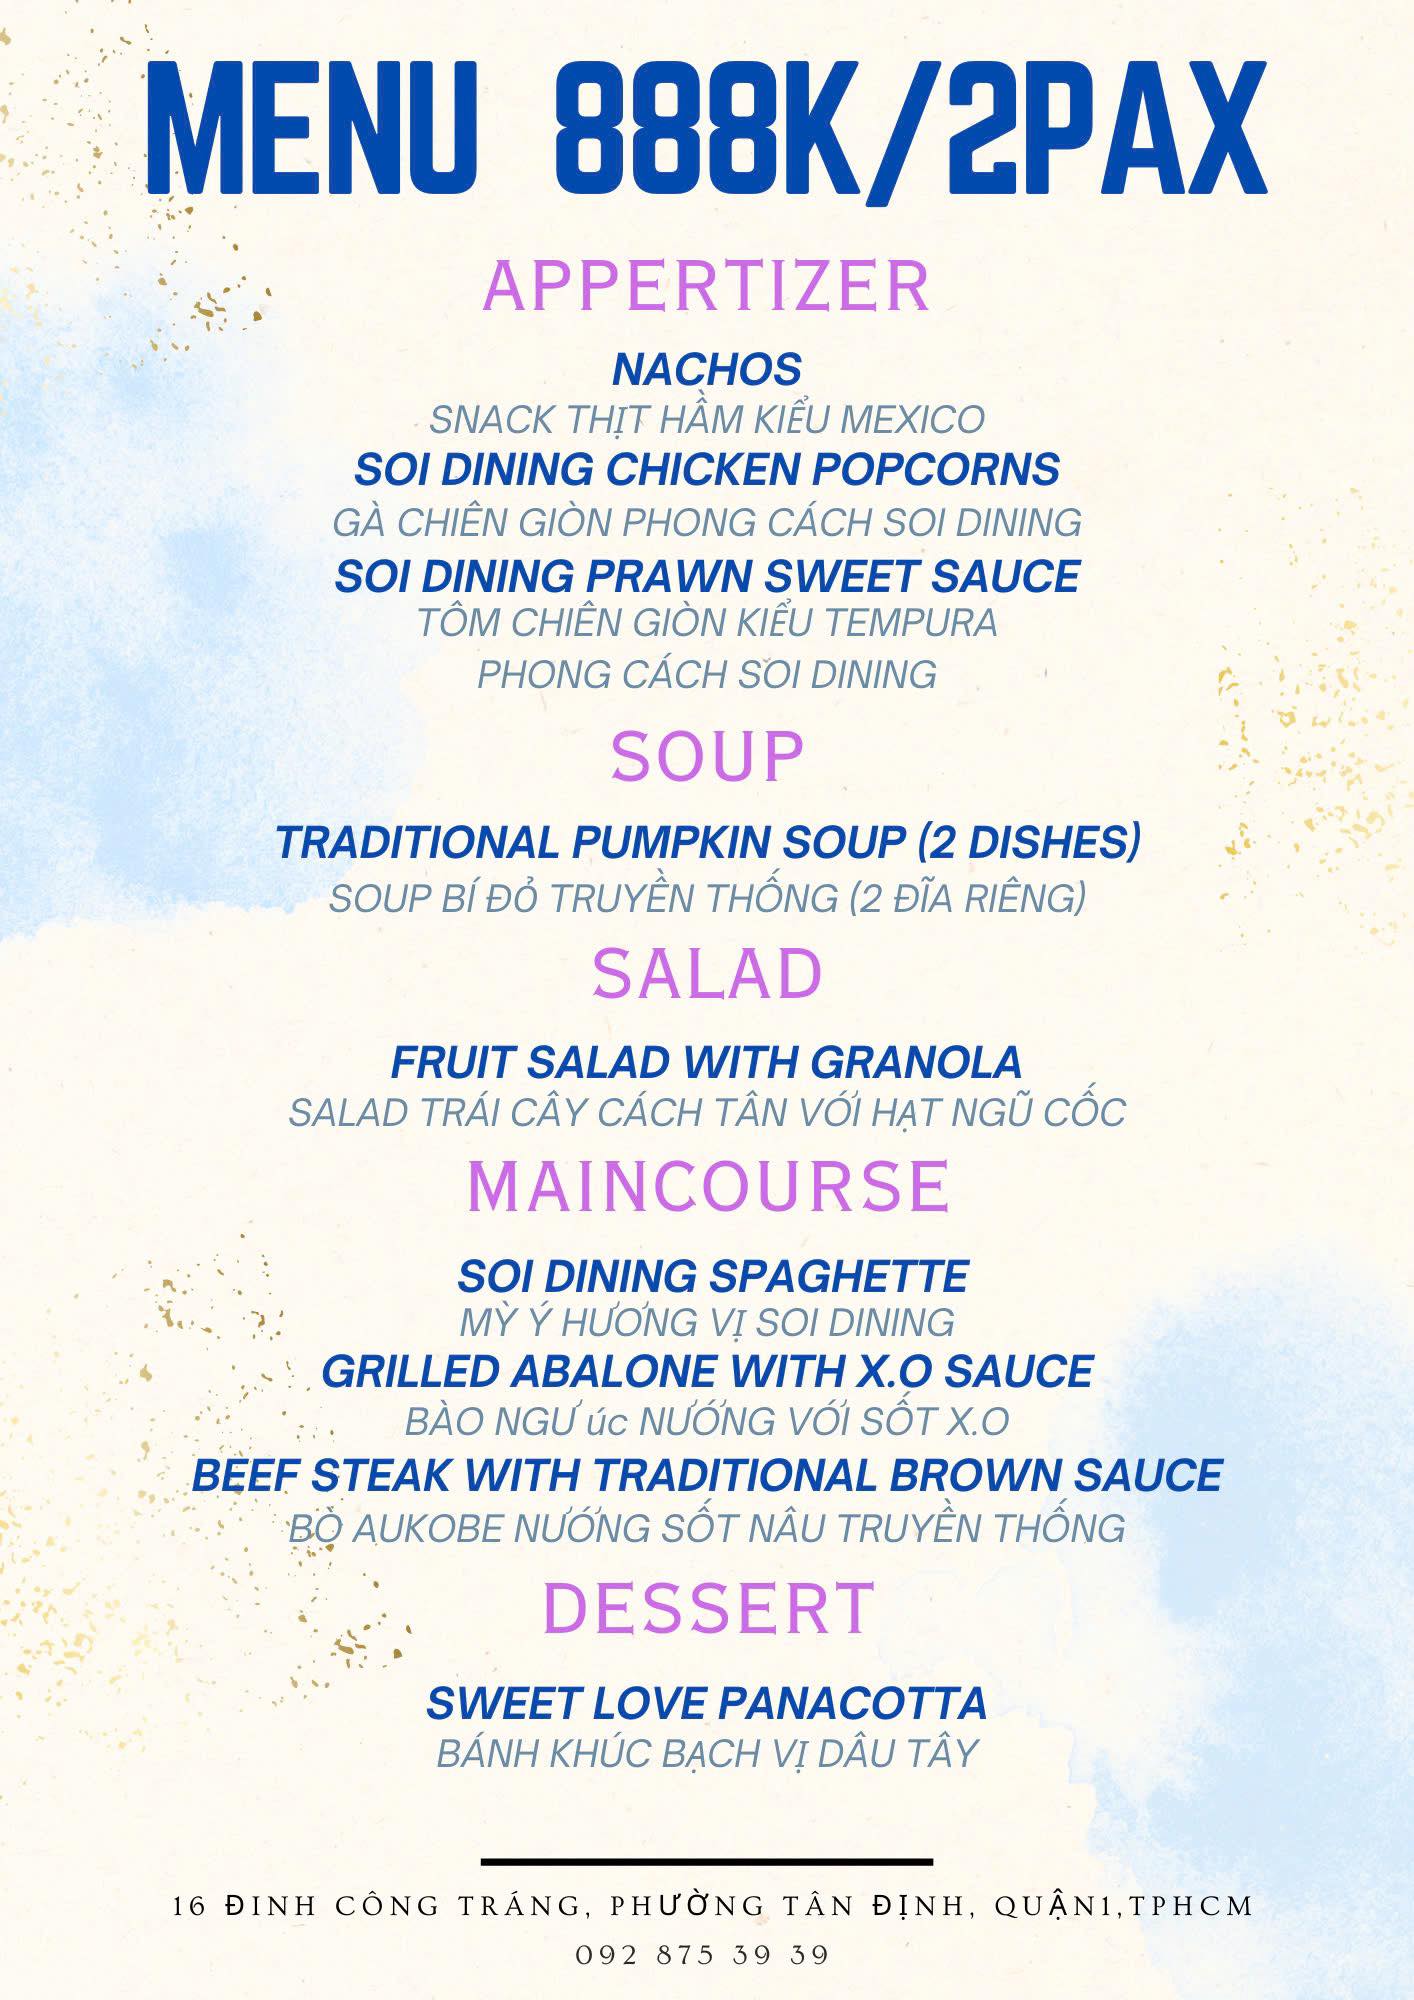 MENU 888K/2PAX
APPERTIZER
NACHOS
SNACK THỊT HẦM KIỂU MEXICO
SOI DINING CHICKEN POPCORNS
GÀ CHIÊN GIÒN PHONG CÁCH SOI DINING
SOI DINING PRAWN SWEET SAUCE
TÔM CHIÊN GIÒN KIỂU TEMPURA
PHONG CÁCH SOI DINING
SOUP
TRADITIONAL PUMPKIN SOUP (2 DISHES)
SOUP BÍ ĐỎ TRUYỀN THỐNG (2 ĐĨA RIÊNG)
SALAD
FRUIT SALAD WITH GRANOLA
SALAD TRÁI CÂY CÁCH TÂN VỚI HẠT NGŨ CỐC
MAINCOURSE
SOI DINING SPAGHETTE
MỲ Ý HƯƠNG VỊ SOI DINING
GRILLED ABALONE WITH X.O SAUCE
BÀO NGƯ úc NƯỚNG VỚI SỐT X.O
BEEF STEAK WITH TRADITIONAL BROWN SAUCE
BÒ AUKOBE NƯỚNG SỐT NÂU TRUYỀN THỐNG
DESSERT
SWEET LOVE PANACOTTA
BÁNH KHÚC BẠCH VỊ DÂU TÂY
16 ĐINH CÔNG TRÁNG, PHƯỜNG TÂN ĐỊNH, QUẬN1,TPHCM
092 875 39 39